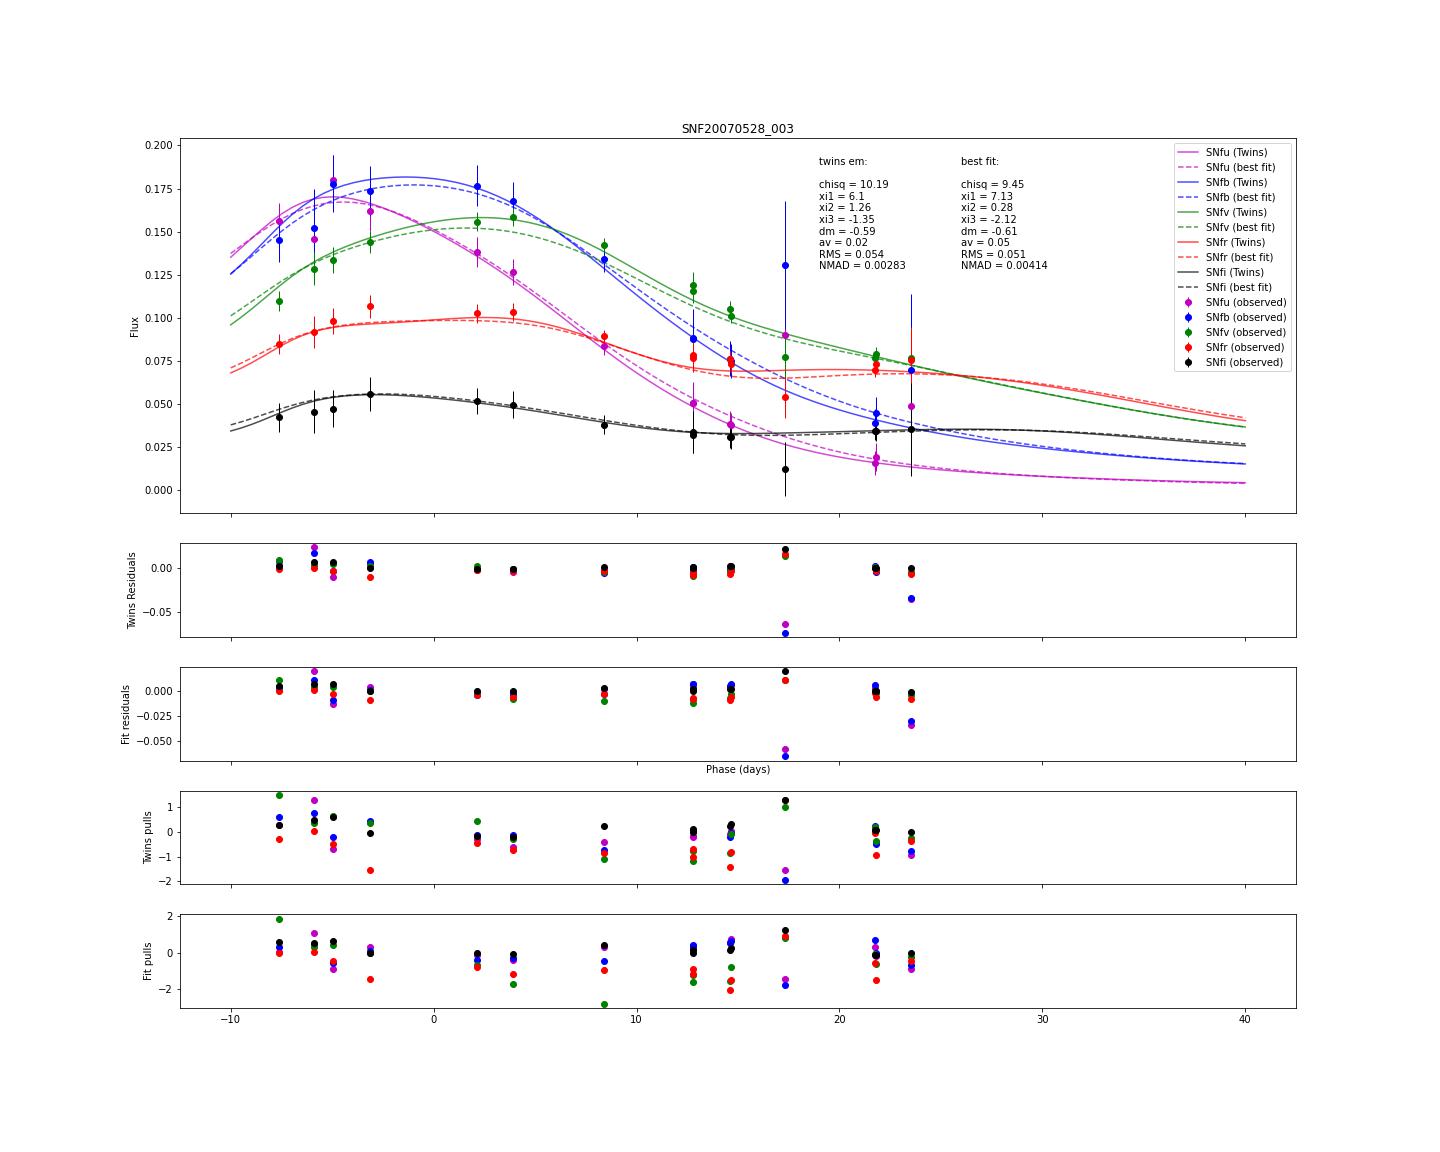 SNF20070528_003
0.200
0.175
0.150
0.125
0.100
0.075
0.050
0.025
0.000
Flux
twins em:
chisq = 10.19
xi1 = 6.1
xi2 = 1.26
xi3 = -1.35
dm = -0.59
av = 0.02
RMS = 0.054
NMAD = 0.00283
best fit:
chisq = 9.45
xi1 = 7.13
xi2 = 0.28
xi3 = -2.12
dm = -0.61
av = 0.05
RMS = 0.051
NMAD = 0.00414
SNfu (Twins)
SNfu (best fit)
SNfb (Twins)
SNfb (best fit)
SNfv (Twins)
SNfv (best fit)
SNfr (Twins)
SNfr (best fit)
SNfi (Twins)
SNfi (best fit)
SNfu (observed)
SNfb (observed)
SNfv (observed)
SNfr (observed)
SNfi (observed)
0.00
−0.05
Twins Residuals
0.000
−0.025
−0.050
Fit residuals
Phase (days)
1
0
−1
−2
Twins pulls
2
0
−2
Fit pulls
−10
0
10
20
30
40